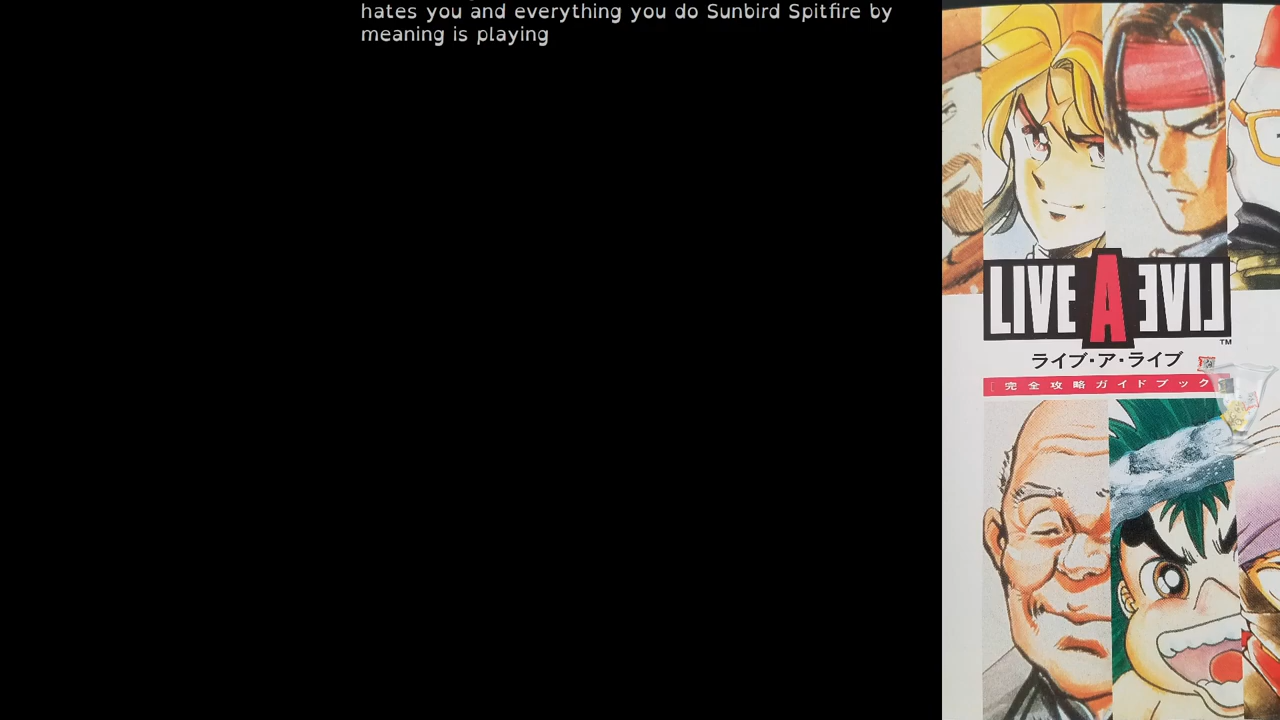 hates you and everything you do Sunbird Spitfire by
meaning is playing
LIVE A LIVE
TM
ライブ・ア・ライブ
[完全攻略ガイドブック